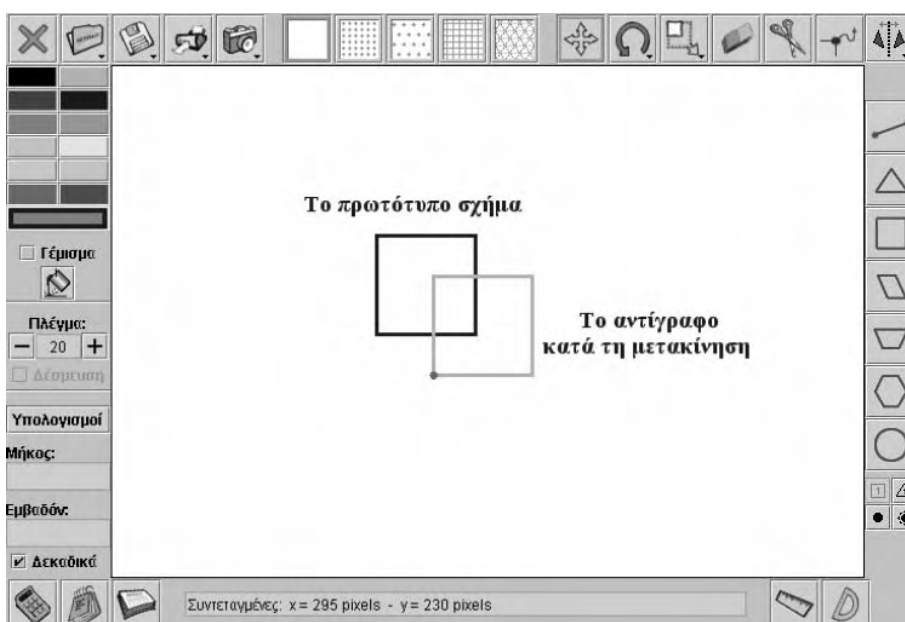 Το πρωτότυπο σχήμα
Γέμισμα
Πλέγμα:
20
Δέσμευση
Το αντίγραφο
κατά τη μετακίνηση
Υπολογισμοί
Μήκος:
Εμβαδόν:
1
Δεκαδικά
Συντεταγμένες: x = 295 pixels - y = 230 pixels